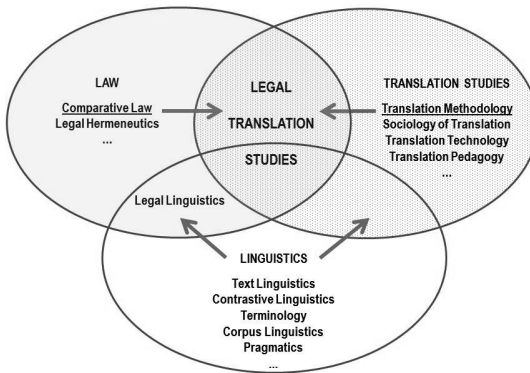 LAW
Comparative Law
Legal Hermeneutics
...
LEGAL
TRANSLATION
STUDIES
TRANSLATION STUDIES
Translation Methodology
Sociology of Translation
Translation Technology
Translation Pedagogy
...
Legal Linguistics
LINGUISTICS
Text Linguistics
Contrastive Linguistics
Terminology
Corpus Linguistics
Pragmatics
...